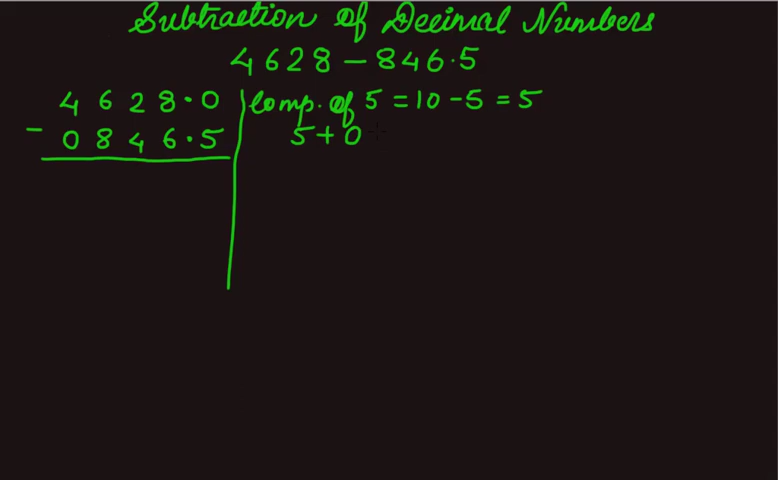 Subtraction of Decimal Numbers
4628 - 846.5
4 6 2 8 . 0
Comp. of 5 = 10 - 5 = 5
- 0 8 4 6 . 5
5 + 0